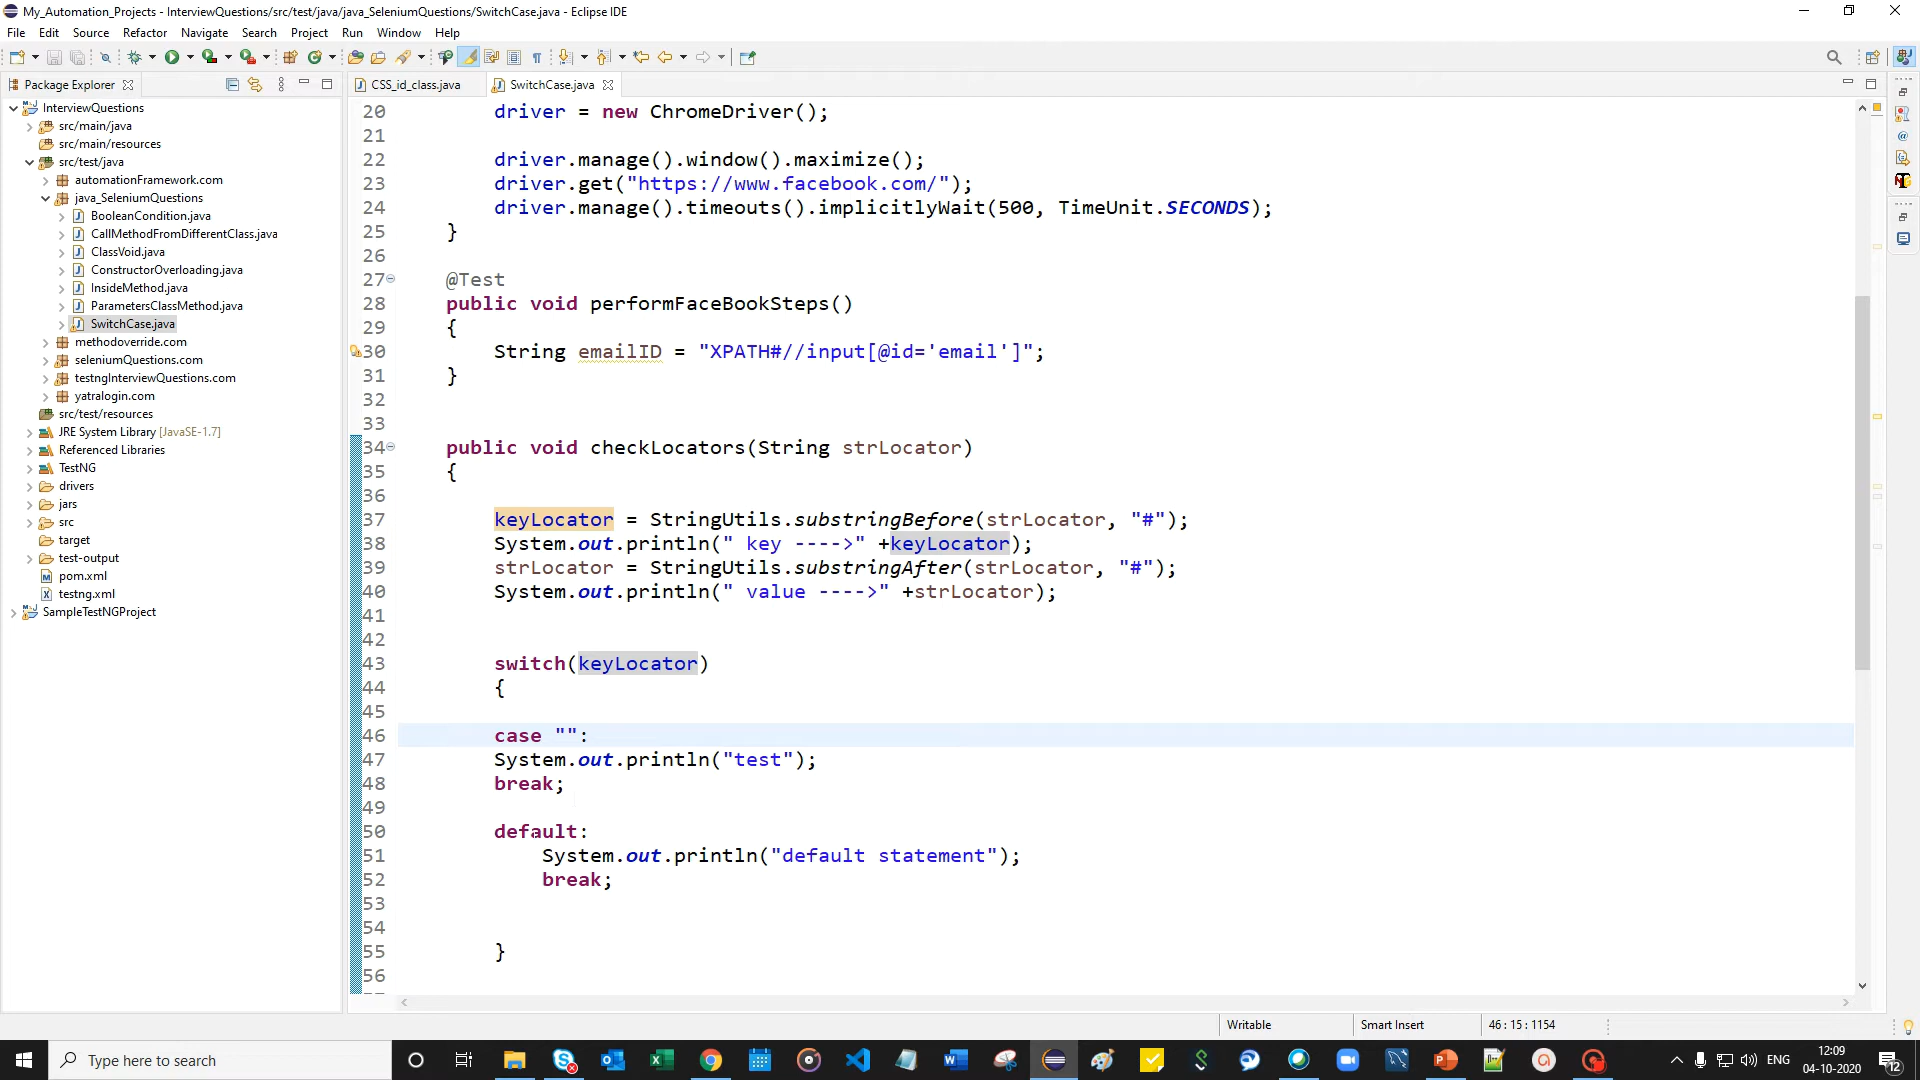 My_Automation_Projects - InterviewQuestions/src/test/java/java_SeleniumQuestions/SwitchCase.java - Eclipse IDE
File Edit Source Refactor Navigate Search Project Run Window Help
Package Explorer
CSS_id_class.java
SwitchCase.java
InterviewQuestions
src/main/java
src/main/resources
src/test/java
automationFramework.com
java_SeleniumQuestions
BooleanCondition.java
CallMethodFromDifferentClass.java
ClassVoid.java
ConstructorOverloading.java
InsideMethod.java
ParametersClassMethod.java
SwitchCase.java
methodoverride.com
seleniumQuestions.com
testngInterviewQuestions.com
yatralogin.com
src/test/resources
JRE System Library [JavaSE-1.7]
Referenced Libraries
TestNG
drivers
jars
src
target
test-output
pom.xml
testng.xml
SampleTestNGProject
20 driver = new ChromeDriver();
21
22 driver.manage().window().maximize();
23 driver.get("https://www.facebook.com/");
24 driver.manage().timeouts().implicitlyWait(500, TimeUnit.SECONDS);
25 }
26
27 @Test
28 public void performFaceBookSteps()
29 {
30 String emailID = "XPATH#//input[@id='email']";
31 }
32
33
34 public void checkLocators(String strLocator)
35 {
36
37 keyLocator = StringUtils.substringBefore(strLocator, "#");
38 System.out.println(" key ---->" +keyLocator);
39 strLocator = StringUtils.substringAfter(strLocator, "#");
40 System.out.println(" value ---->" +strLocator);
41
42
43 switch(keyLocator)
44 {
45
46 case "":
47 System.out.println("test");
48 break;
49
50 default:
51 System.out.println("default statement");
52 break;
53
54
55 }
56
Writable
Smart Insert
46 : 15 : 1154
Type here to search
ENG
12:09
04-10-2020
12